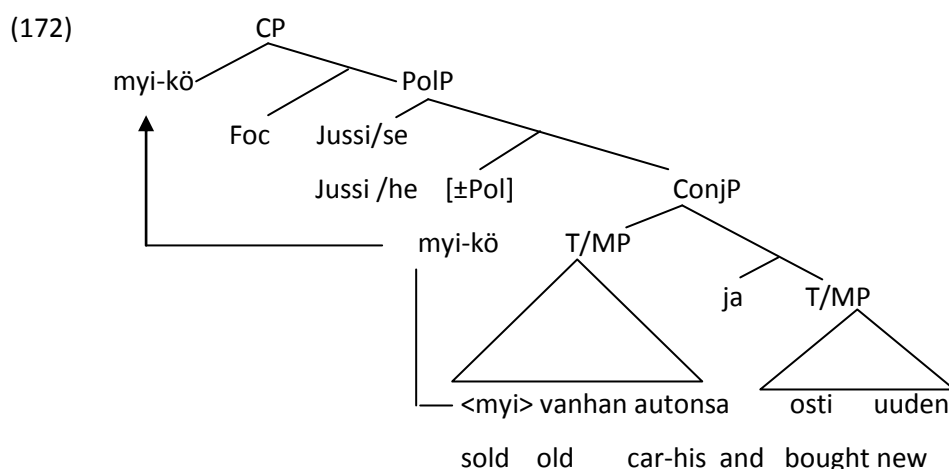 (172)
CP
myi-kö PolP
Foc Jussi/se
Jussi /he [±Pol] ConjP
myi-kö T/MP
ja T/MP
<myi> vanhan autonsa osti uuden
sold old car-his and bought new